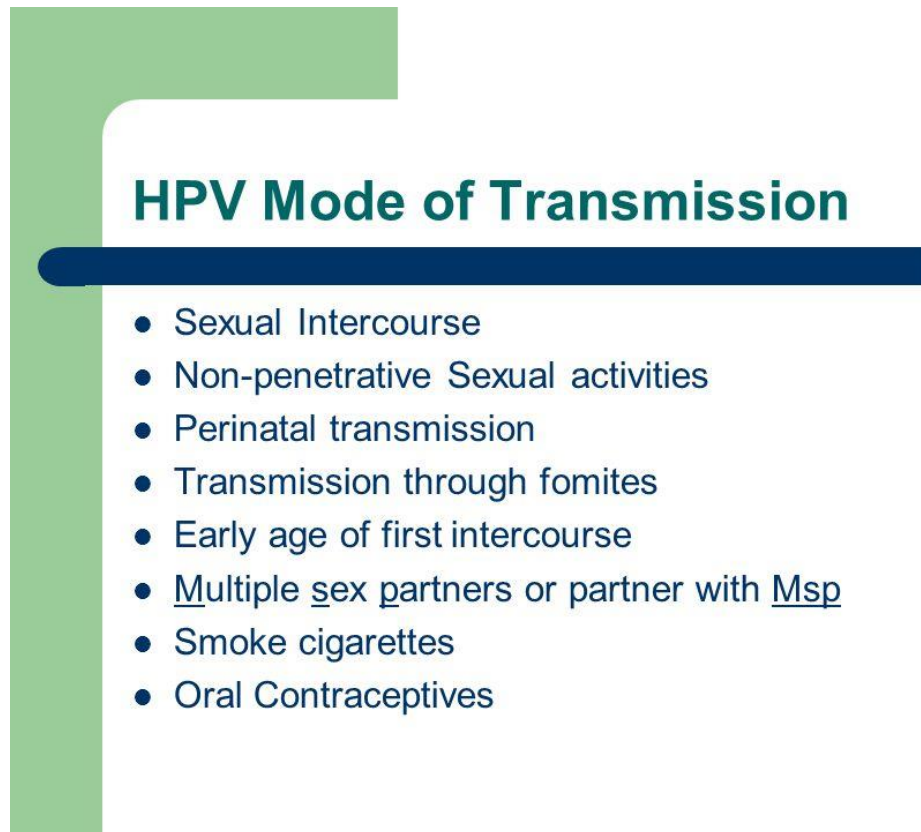 HPV Mode of Transmission
Sexual Intercourse
Non-penetrative Sexual activities
Perinatal transmission
Transmission through fomites
Early age of first intercourse
Multiple sex partners or partner with Msp
Smoke cigarettes
Oral Contraceptives